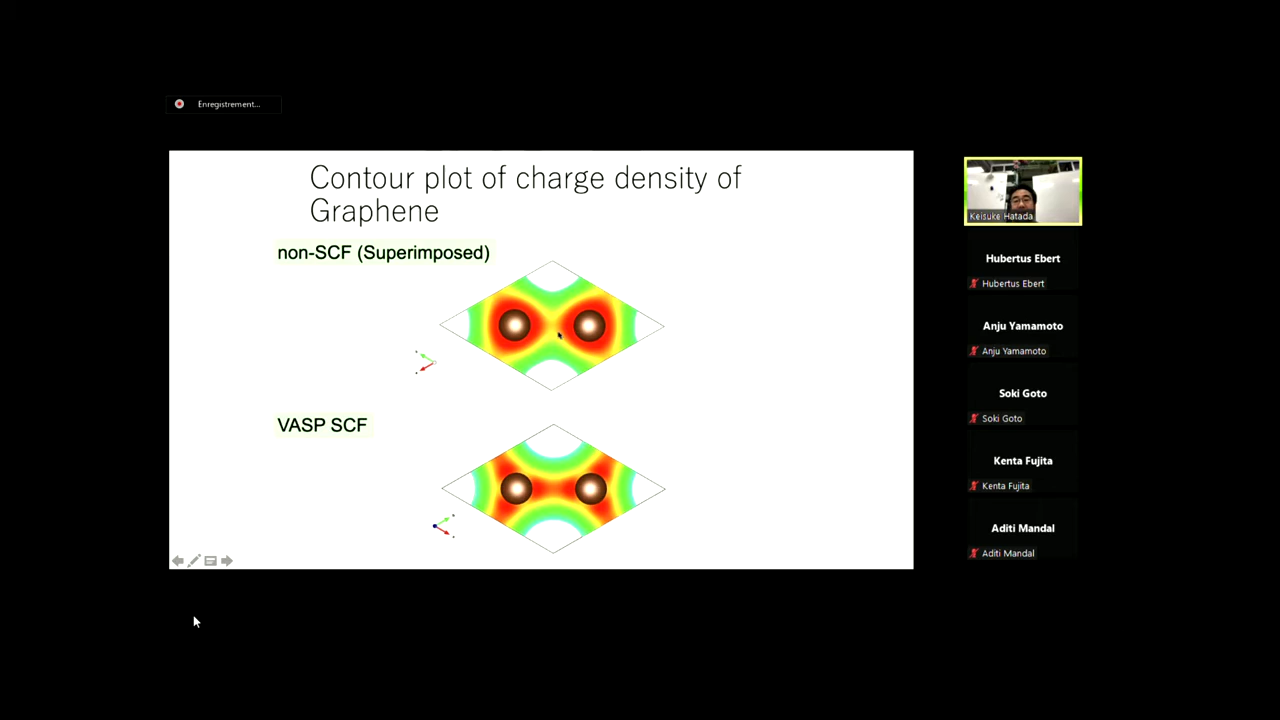 Enregistrement...
Contour plot of charge density of
Graphene
non-SCF (Superimposed)
VASP SCF
Keisuke Hatada
Hubertus Ebert
Hubertus Ebert
Anju Yamamoto
Anju Yamamoto
Soki Goto
Soki Goto
Kenta Fujita
Kenta Fujita
Aditi Mandal
Aditi Mandal